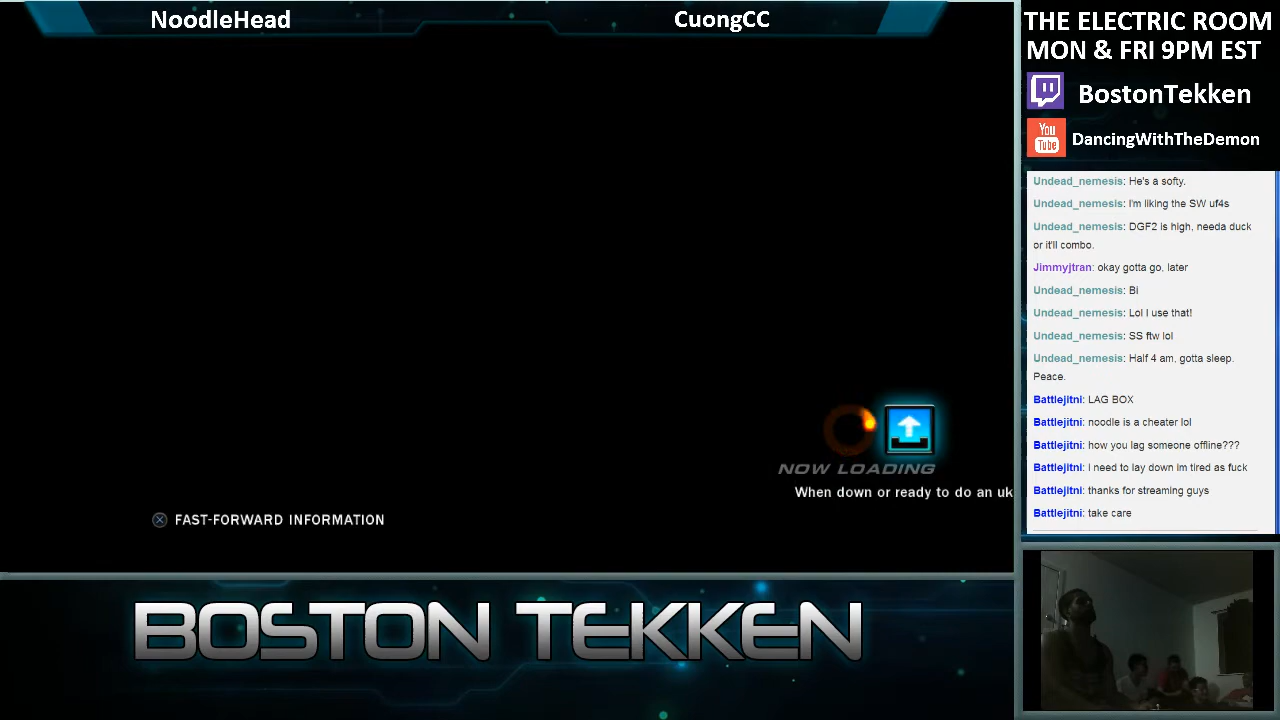 NoodleHead
CuongCC
THE ELECTRIC ROOM
MON & FRI 9PM EST
BostonTekken
You
Tube
DancingWithTheDemon
Undead_nemesis: He's a softy.
Undead_nemesis: I'm liking the SW uf4s
Undead_nemesis: DGF2 is high, needa duck
or it'll combo.
Jimmyjtran: okay gotta go, later
Undead_nemesis: Bi
Undead_nemesis: Lol I use that!
Undead_nemesis: SS ftw lol
Undead_nemesis: Half 4 am, gotta sleep.
Peace.
Battlejitni: LAG BOX
Battlejitni: noodle is a cheater lol
Battlejitni: how you lag someone offline???
Battlejitni: i need to lay down im tired as fuck
Battlejitni: thanks for streaming guys
Battlejitni: take care
NOW LOADING
When down or ready to do an uk
FAST-FORWARD INFORMATION
BOSTON TEKKEN